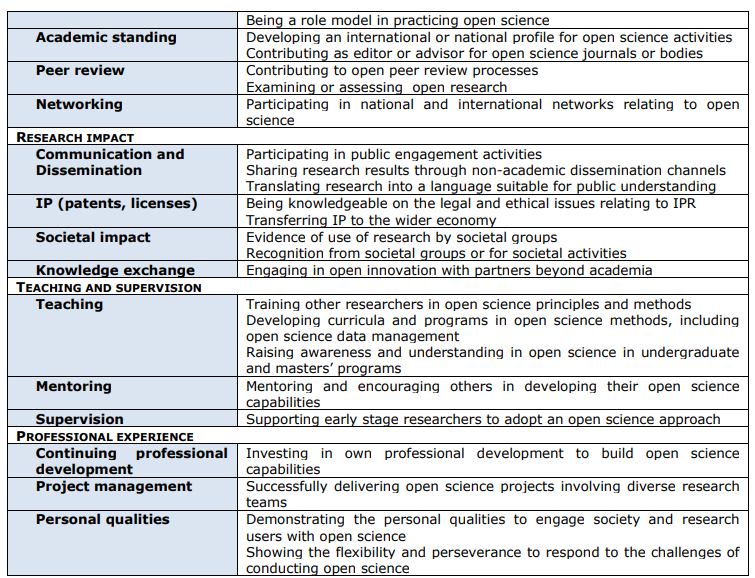 Being a role model in practicing open science
Academic standing
Developing an international or national profile for open science activities
Contributing as editor or advisor for open science journals or bodies
Peer review
Contributing to open peer review processes
Examining or assessing open research
Networking
Participating in national and international networks relating to open
science
RESEARCH IMPACT
Communication and
Dissemination
Participating in public engagement activities
Sharing research results through non-academic dissemination channels
Translating research into a language suitable for public understanding
IP (patents, licenses)
Being knowledgeable on the legal and ethical issues relating to IPR
Transferring IP to the wider economy
Societal impact
Evidence of use of research by societal groups
Recognition from societal groups or for societal activities
Knowledge exchange
Engaging in open innovation with partners beyond academia
TEACHING AND SUPERVISION
Teaching
Training other researchers in open science principles and methods
Developing curricula and programs in open science methods, including
open science data management
Raising awareness and understanding in open science in undergraduate
and masters' programs
Mentoring
Mentoring and encouraging others in developing their open science
capabilities
Supervision
Supporting early stage researchers to adopt an open science approach
PROFESSIONAL EXPERIENCE
Continuing professional
development
Investing in own professional development to build open science
capabilities
Project management
Successfully delivering open science projects involving diverse research
teams
Personal qualities
Demonstrating the personal qualities to engage society and research
users with open science
Showing the flexibility and perseverance to respond to the challenges of
conducting open science